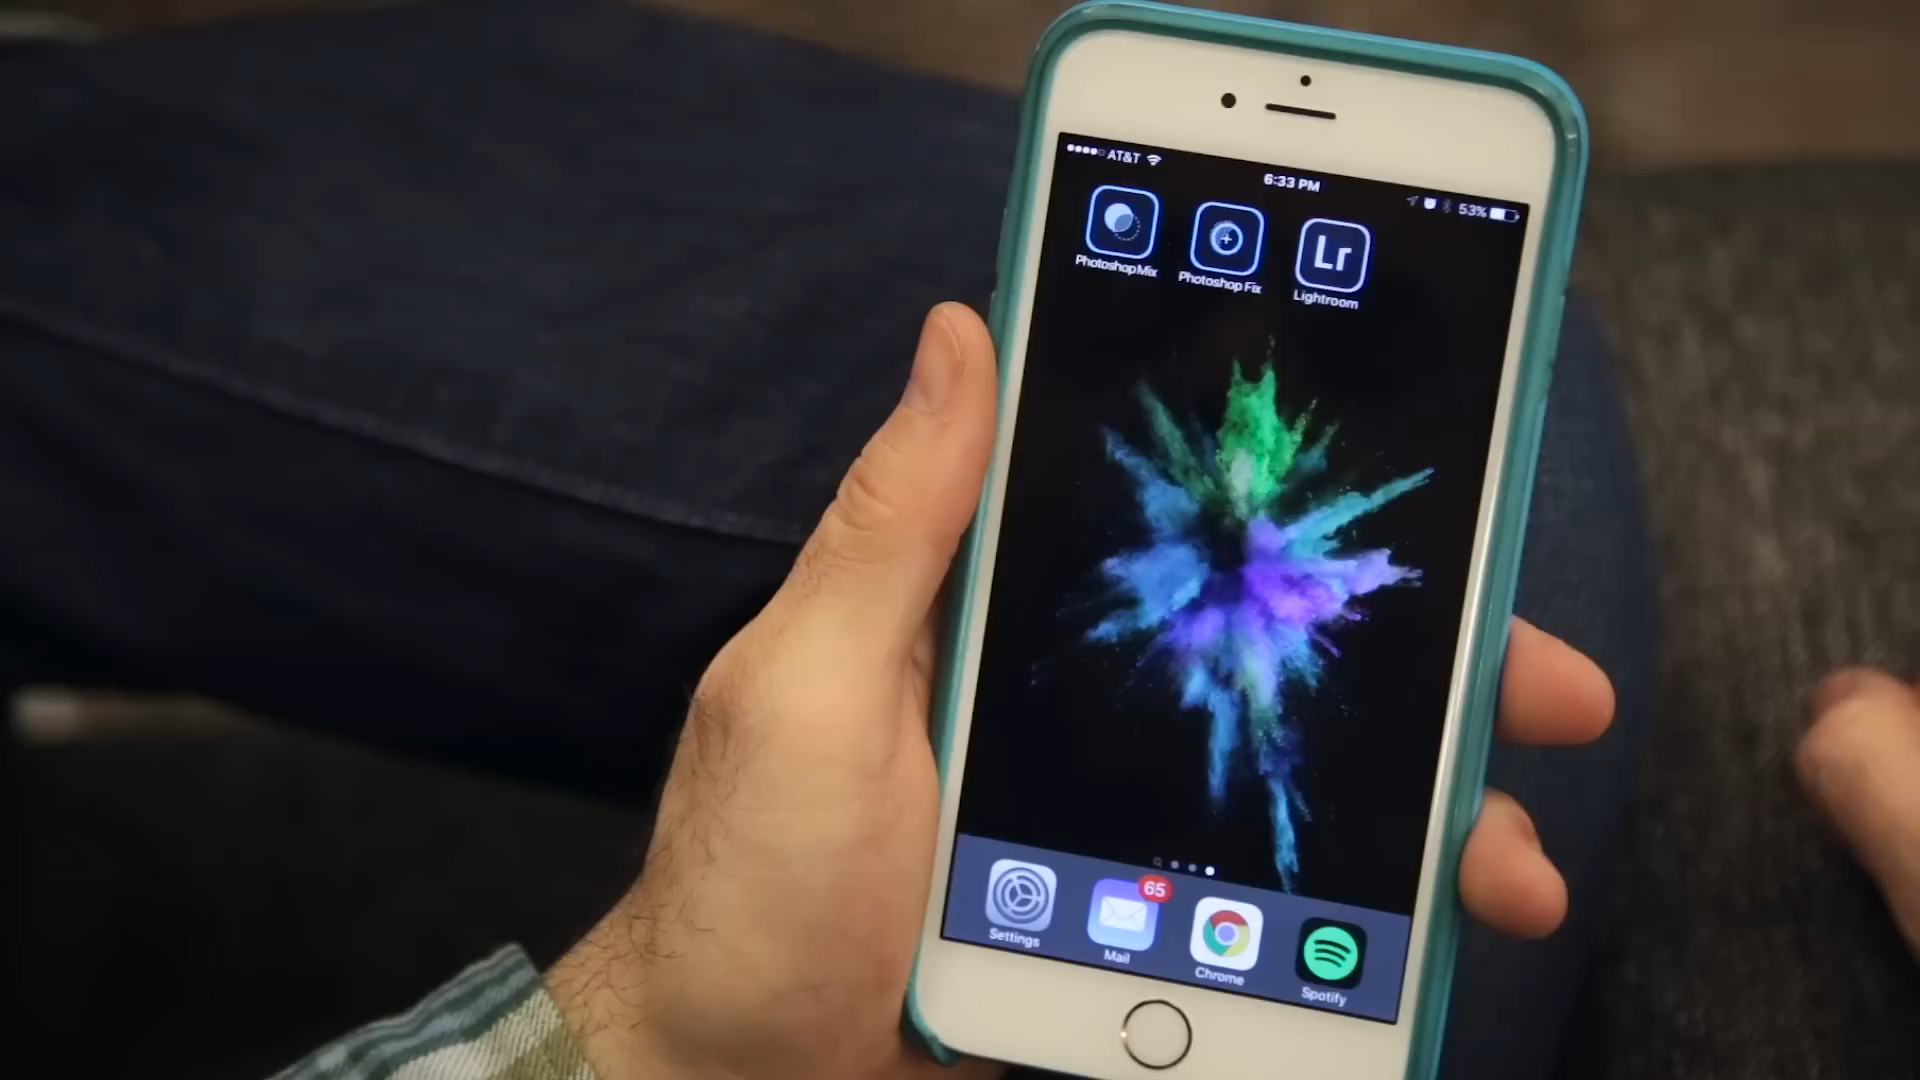 AT&T
6:33 PM
53%
Photoshop Mix
Photoshop Fix
Lr
Lightroom
65
Settings
Mail
Chrome
Spotify